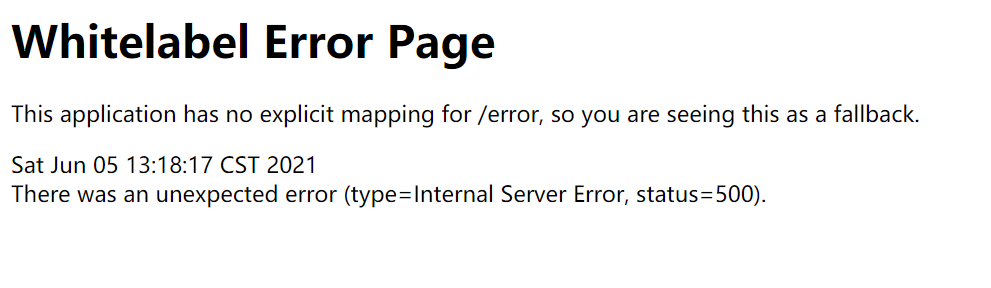 Whitelabel Error Page
This application has no explicit mapping for /error, so you are seeing this as a fallback.
Sat Jun 05 13:18:17 CST 2021
There was an unexpected error (type=Internal Server Error, status=500).